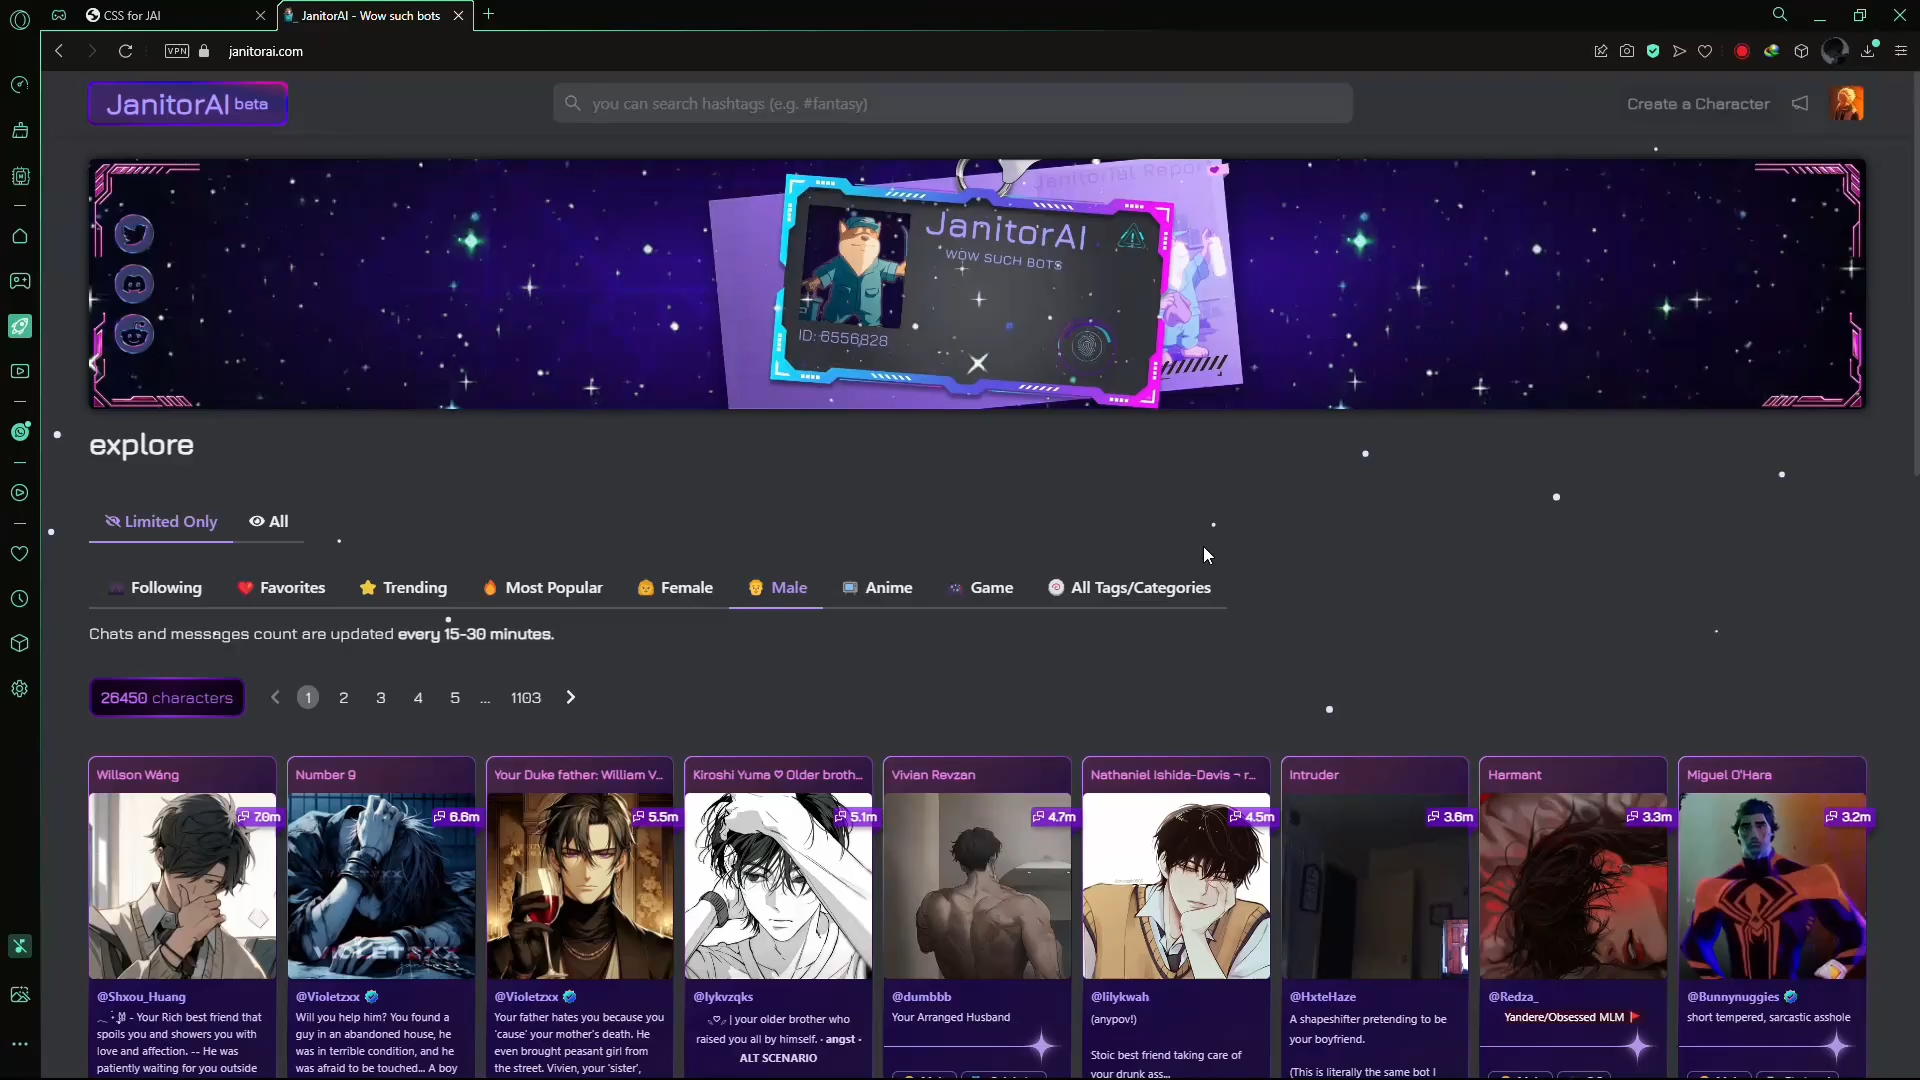 CSS for JAI
JanitorAI - Wow such bots
VPN
janitorai.com
JanitorAI beta
you can search hashtags (e.g. #fantasy)
Create a Character
Janitorial Report
JanitorAI
WOW SUCH BOTS
ID: 6556828
explore
Limited Only
All
Following
Favorites
Trending
Most Popular
Female
Male
Anime
Game
All Tags/Categories
Chats and messages count are updated every 15-30 minutes.
26450 characters
1 2 3 4 5 ... 1103
Willson Wáng
7.0m
@Shxou_Huang
- Your Rich best friend that
spoils you and showers you with
love and affection. -- He was
patiently waiting for you outside
Number 9
6.6m
VIOLETZXX
@Violetzxx
Will you help him? You found a
guy in an abandoned house, he
was in terrible condition, and he
was afraid to be touched... A boy
Your Duke father: William V...
5.5m
@Violetzxx
Your father hates you because you
'cause' your mother's death. He
even brought peasant girl from
the street. Vivien, your 'sister',
Kiroshi Yuma ♡ Older broth...
5.1m
@lykvzqks
| your older brother who
raised you all by himself. - angst -
ALT SCENARIO
Vivian Revzan
4.7m
@dumbbb
Your Arranged Husband
Nathaniel Ishida-Davis ¬ r...
4.5m
@lilykwah
(anypov!)
Stoic best friend taking care of
your drunk ass...
Intruder
3.6m
@HxteHaze
A shapeshifter pretending to be
your boyfriend.
(This is literally the same bot I
Harmant
3.3m
@Redza_
Yandere/Obsessed MLM
Miguel O'Hara
3.2m
@Bunnynuggies
short tempered, sarcastic asshole